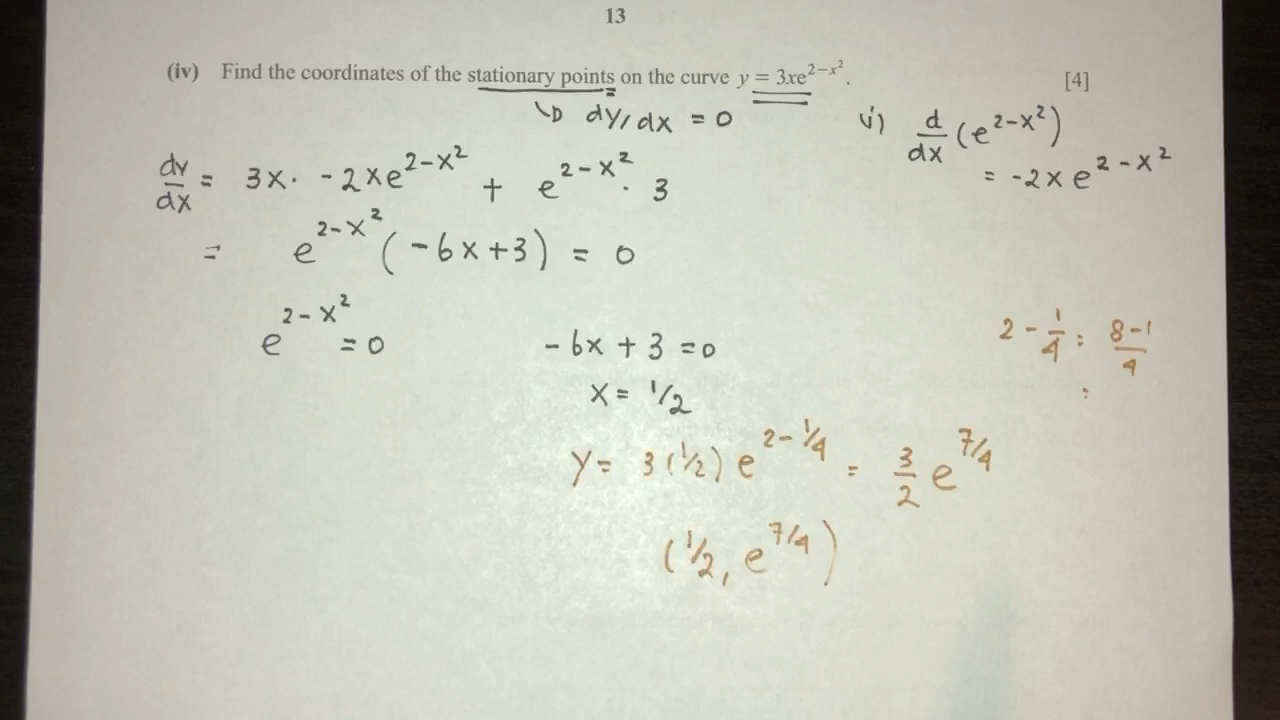 13
(iv) Find the coordinates of the stationary points on the curve y = 3xe^{2−x²}. [4]
↳ dy/dx = 0
ii) d/dx (e^{2-x²})
= -2x e^{2-x²}
dy/dx = 3x · -2xe^{2-x²} + e^{2-x²} · 3
= e^{2-x²} (-6x+3) = 0
e^{2-x²} = 0
-6x + 3 = 0
2 - 1/4 = 8-1/4
=
x = 1/2
y = 3(1/2) e^{2-1/4} = 3/2 e^{7/4}
(1/2, e^{7/4})